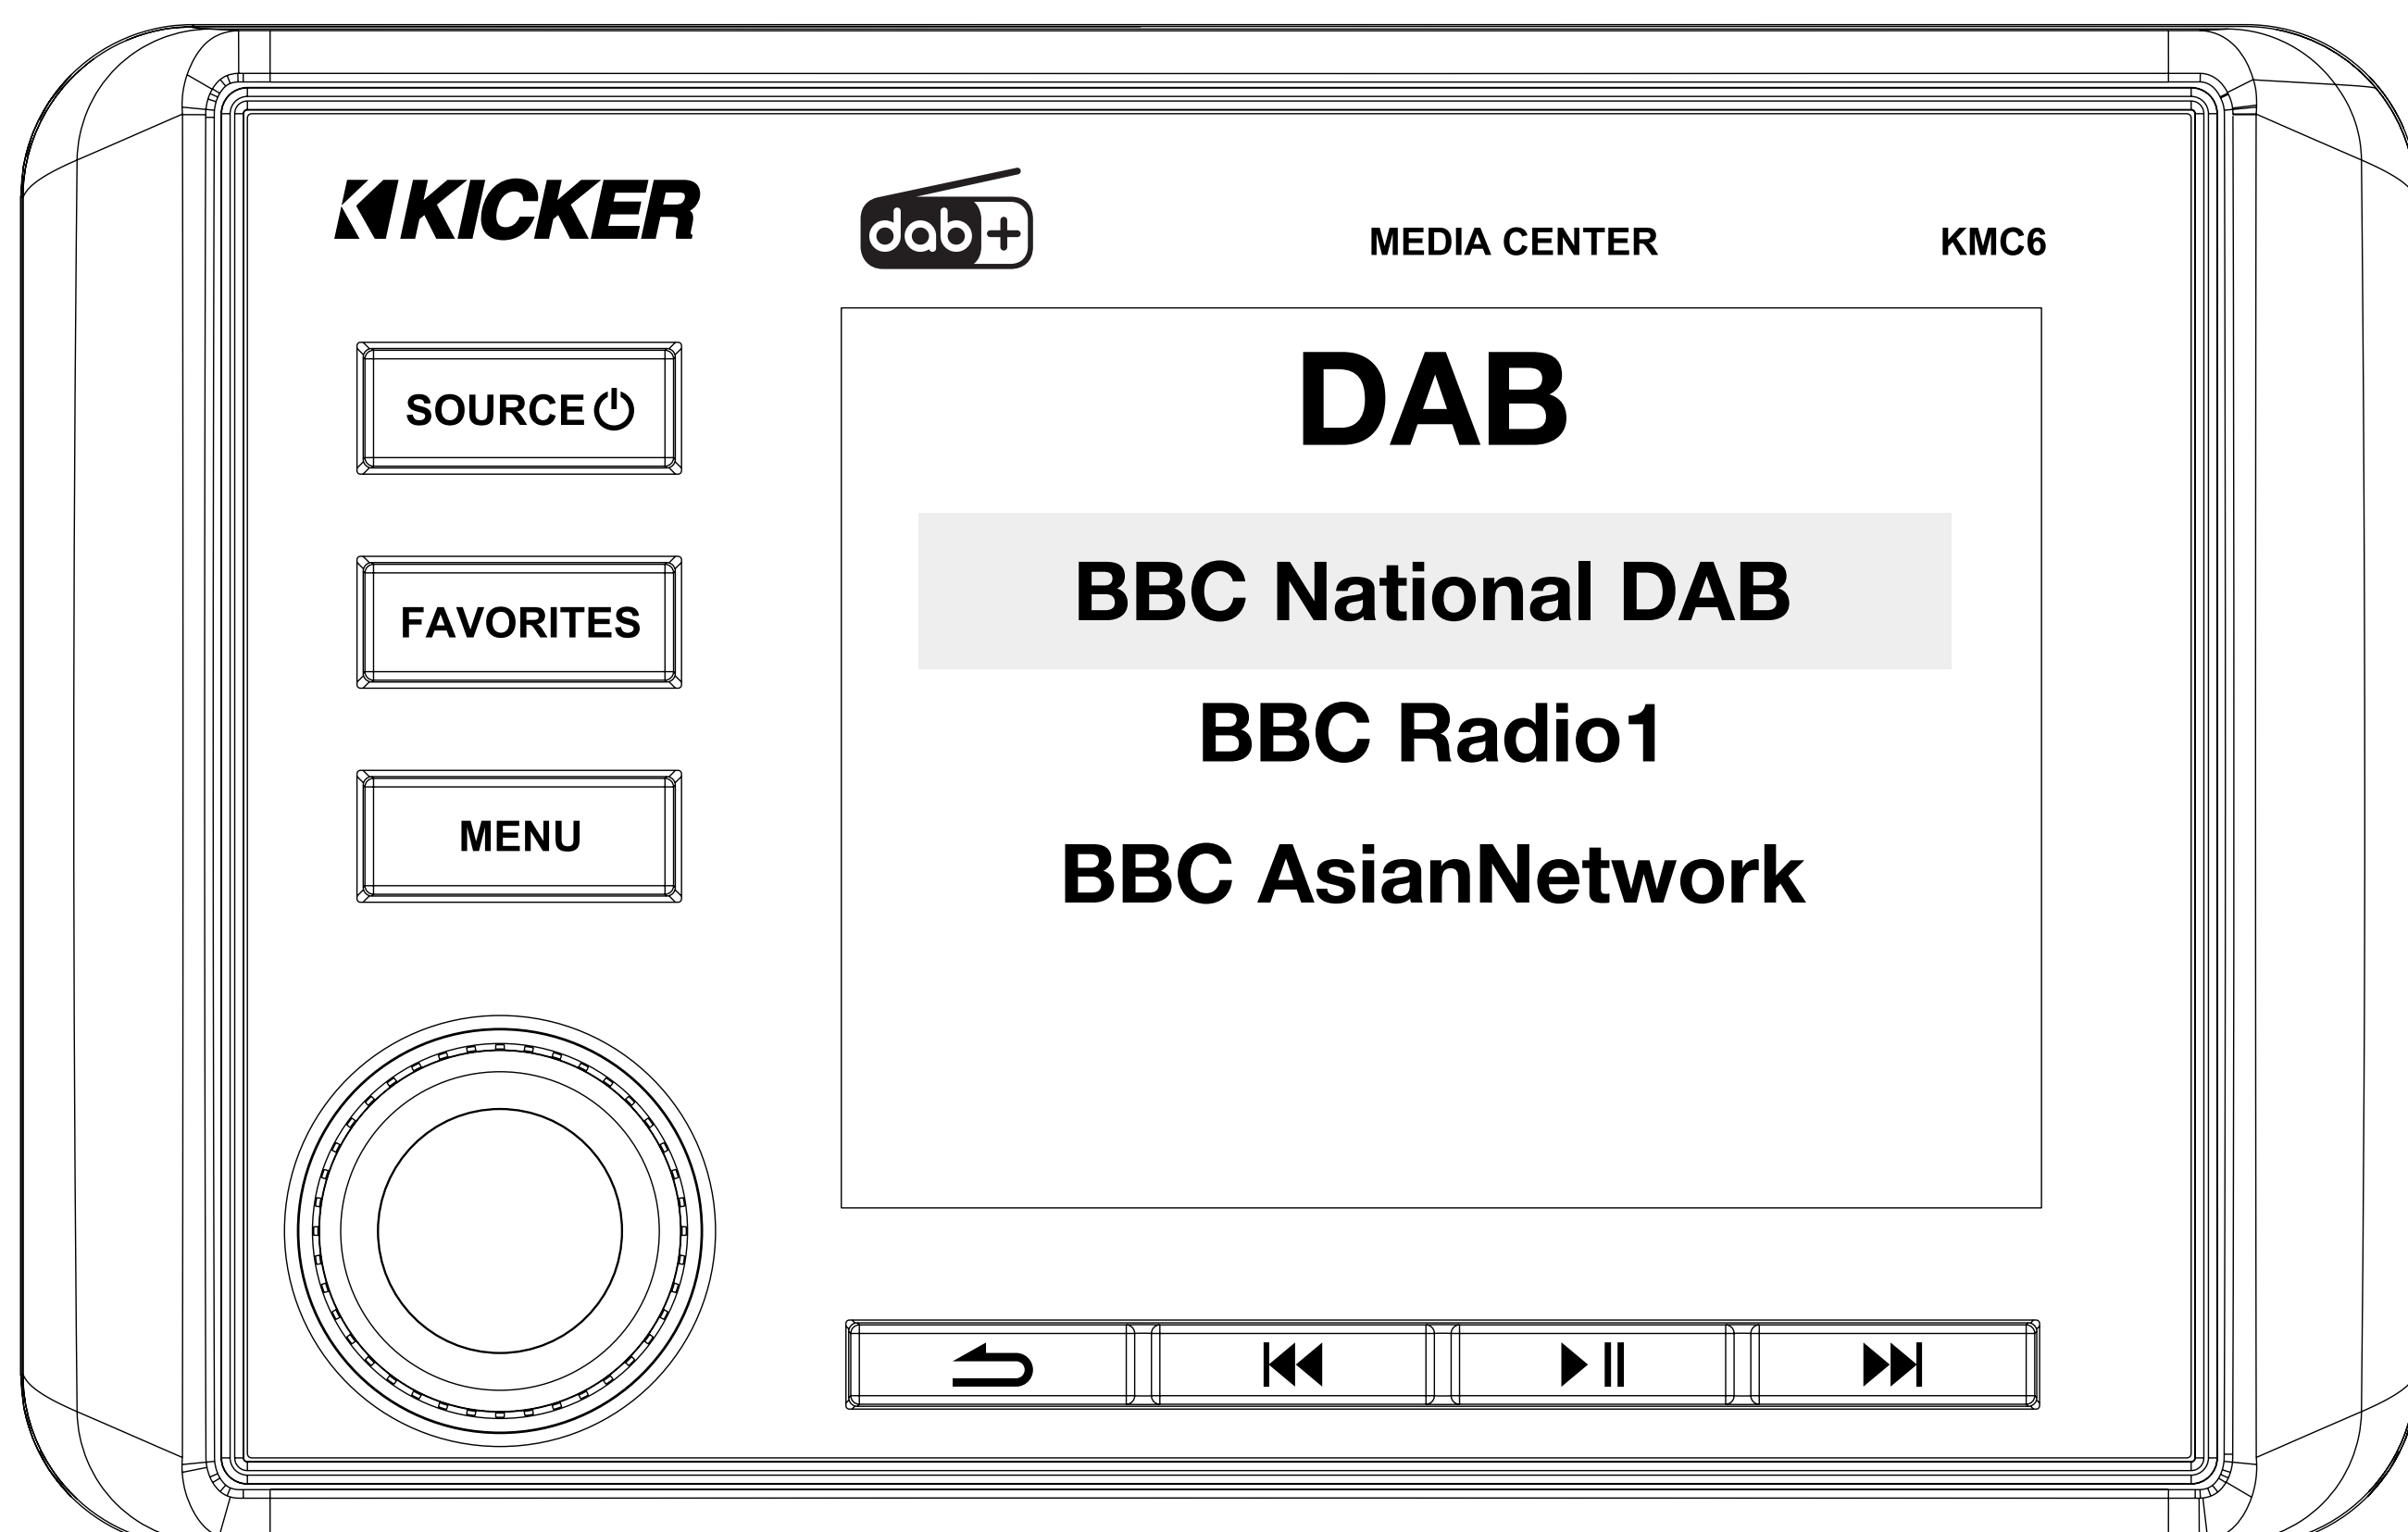 KICKER
dab+
MEDIA CENTER
KMC6
SOURCE
FAVORITES
MENU
DAB
BBC National DAB
BBC Radio1
BBC AsianNetwork